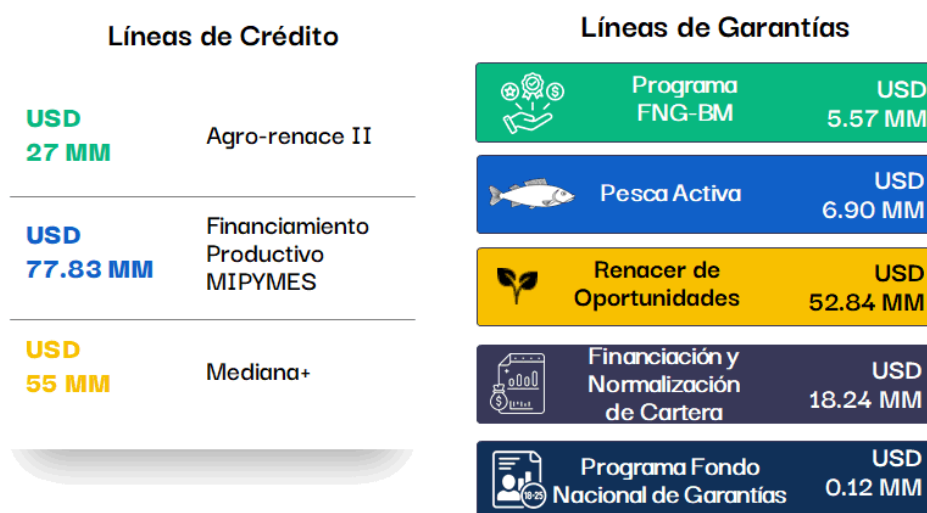 Líneas de Crédito
USD
27 MM
Agro-renace II
USD
77.83 MM
Financiamiento
Productivo
MIPYMES
USD
55 MM
Mediana+
Líneas de Garantías
Programa
FNG-BM
USD
5.57 MM
Pesca Activa
USD
6.90 MM
Renacer de
Oportunidades
USD
52.84 MM
Financiación y
Normalización
de Cartera
USD
18.24 MM
18-25
Programa Fondo
Nacional de Garantías
USD
0.12 MM